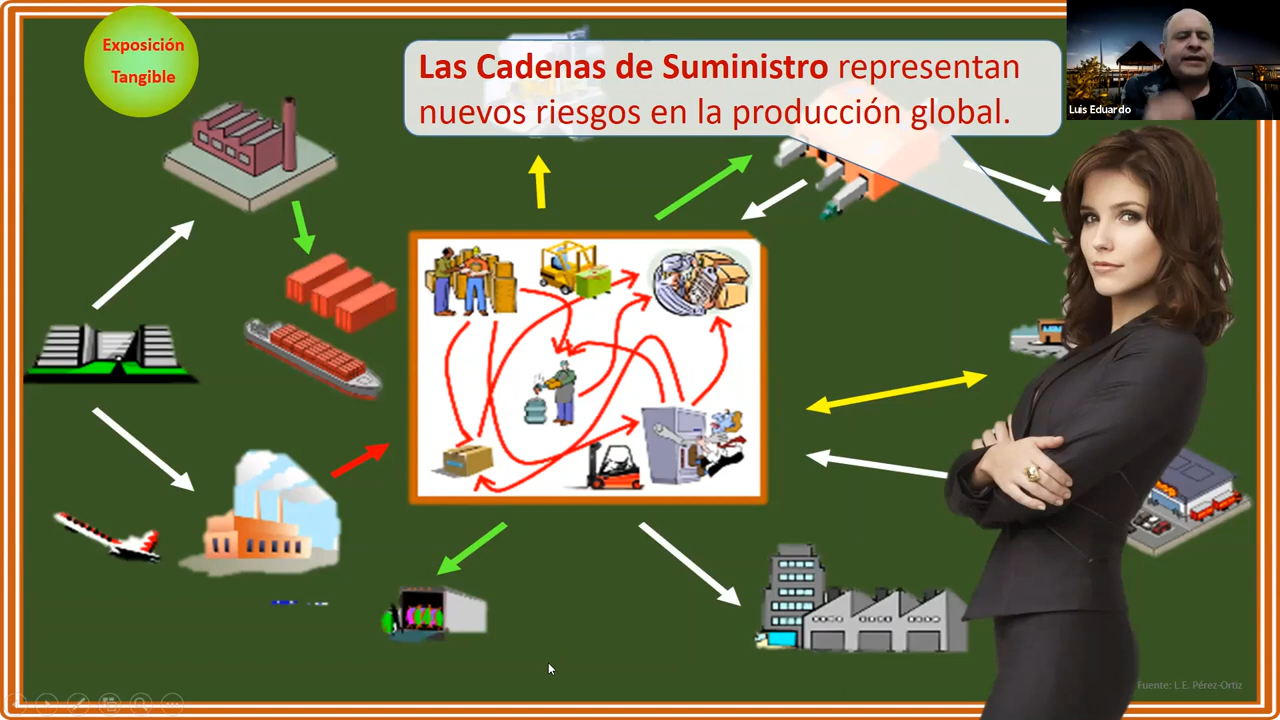 Exposición
Tangible
Las Cadenas de Suministro representan
nuevos riesgos en la producción global.
Luis Eduardo
Fuente: L.E. Pérez-Ortiz